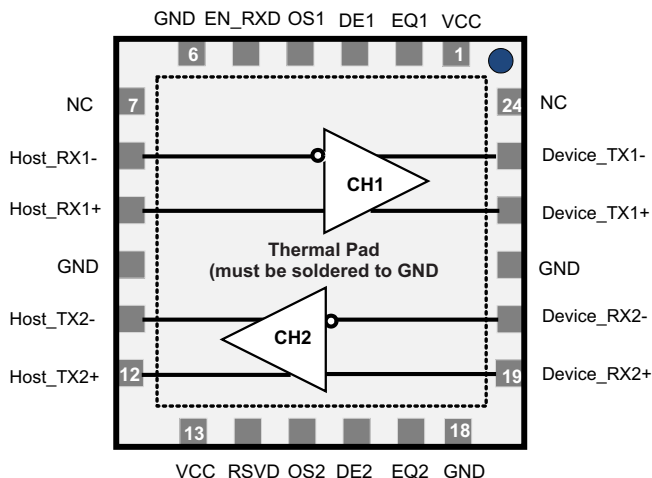 GND EN_RXD OS1 DE1 EQ1 VCC
6 1
NC 7 24 NC
Host_RX1- Device_TX1-
CH1
Host_RX1+ Device_TX1+
Thermal Pad
GND (must be soldered to GND GND
Host_TX2- Device_RX2-
CH2
Host_TX2+ 12 19 Device_RX2+
13 18
VCC RSVD OS2 DE2 EQ2 GND